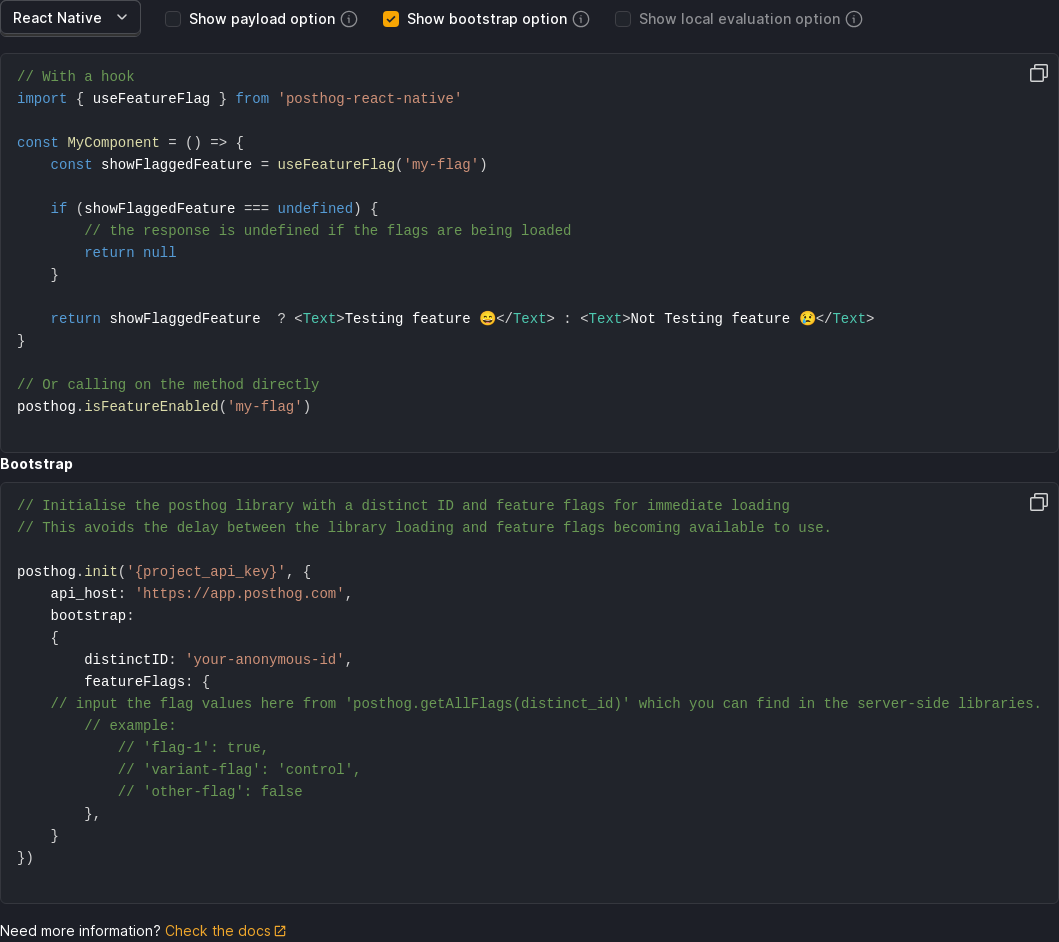 React Native Show payload option Show bootstrap option Show local evaluation option
// With a hook
import { useFeatureFlag } from 'posthog-react-native'

const MyComponent = () => {
    const showFlaggedFeature = useFeatureFlag('my-flag')

    if (showFlaggedFeature === undefined) {
        // the response is undefined if the flags are being loaded
        return null
    }

    return showFlaggedFeature  ? <Text>Testing feature 😄</Text> : <Text>Not Testing feature 😢</Text>
}

// Or calling on the method directly
posthog.isFeatureEnabled('my-flag')

Bootstrap
// Initialise the posthog library with a distinct ID and feature flags for immediate loading
// This avoids the delay between the library loading and feature flags becoming available to use.

posthog.init('{project_api_key}', {
    api_host: 'https://app.posthog.com',
    bootstrap:
    {
        distinctID: 'your-anonymous-id',
        featureFlags: {
    // input the flag values here from 'posthog.getAllFlags(distinct_id)' which you can find in the server-side libraries.
        // example:
            // 'flag-1': true,
            // 'variant-flag': 'control',
            // 'other-flag': false
        },
    }
})

Need more information? Check the docs